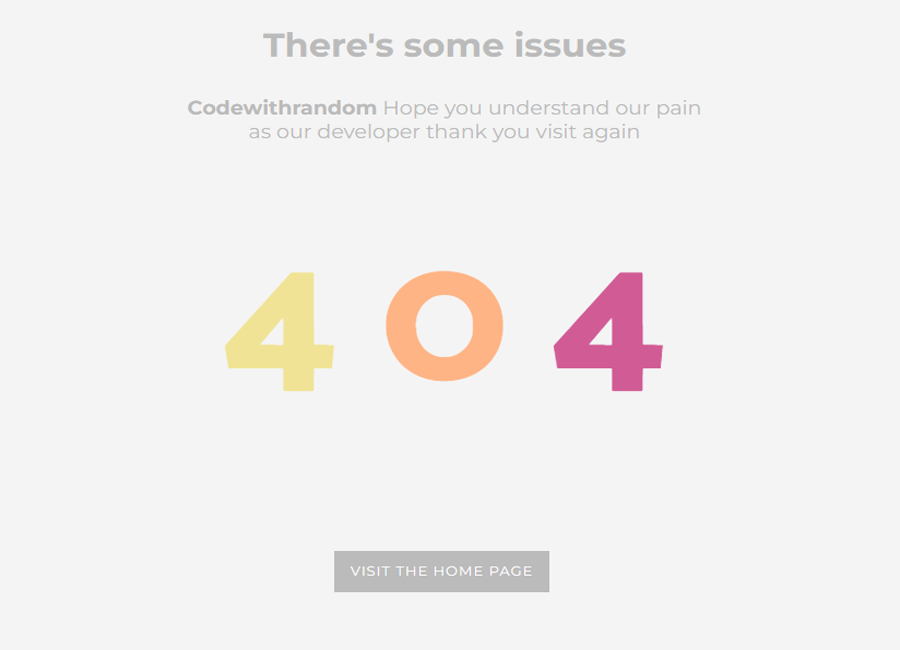 There's some issues
Codewithrandom Hope you understand our pain
as our developer thank you visit again
4 0 4
VISIT THE HOME PAGE